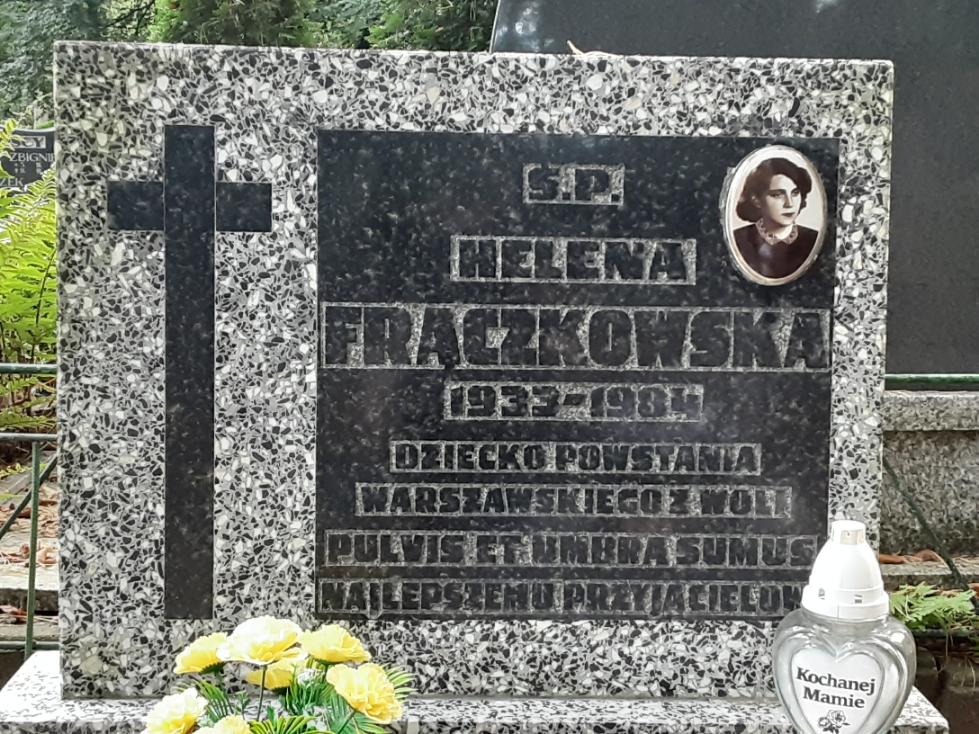 Ś.P.
HELENA
FRĄCZKOWSKA
1933-1984
DZIECKO POWSTANIA
WARSZAWSKIEGO Z WOLI
PULVIS ET UMBRA SUMUS
NAJLEPSZEMU PRZYJACIELOWI
Kochanej
Mamie